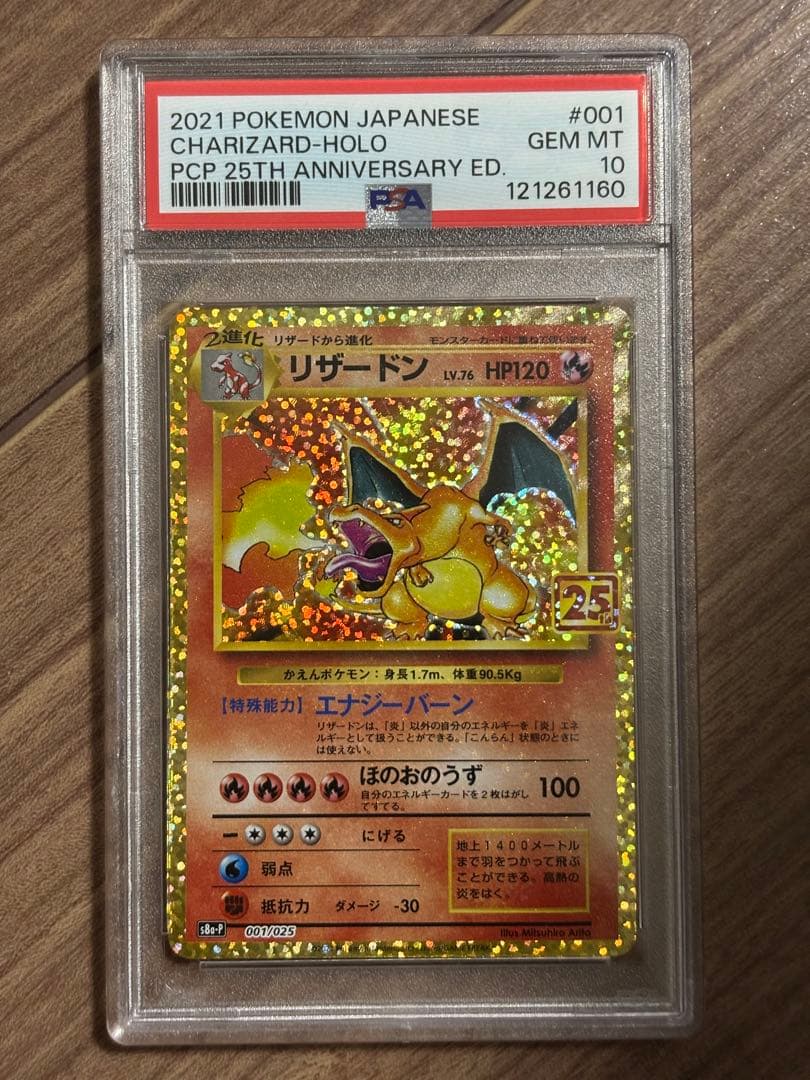 2021 POKEMON JAPANESE #001
CHARIZARD-HOLO GEM MT
PCP 25TH ANNIVERSARY ED. 10
PSA 121261160
2進化 リザードから進化 モンスターカードに重ねて使います。
リザードン LV.76 HP120
25th
かえんポケモン：身長1.7m、体重90.5Kg
【特殊能力】エナジーバーン
リザードンは、「炎」以外の自分のエネルギーを「炎」エネ
ルギーとして扱うことができる。「こんらん」状態のときに
は使えない。
ほのおのうず 100
自分のエネルギーカードを2枚はがし
てすてる。
にげる
弱点
抵抗力 ダメージ -30
地上1400メートル
まで羽をつかって飛ぶ
ことができる。高熱の
炎をはく。
s8a-P 001/025
Illus Mitsuhiro Arita